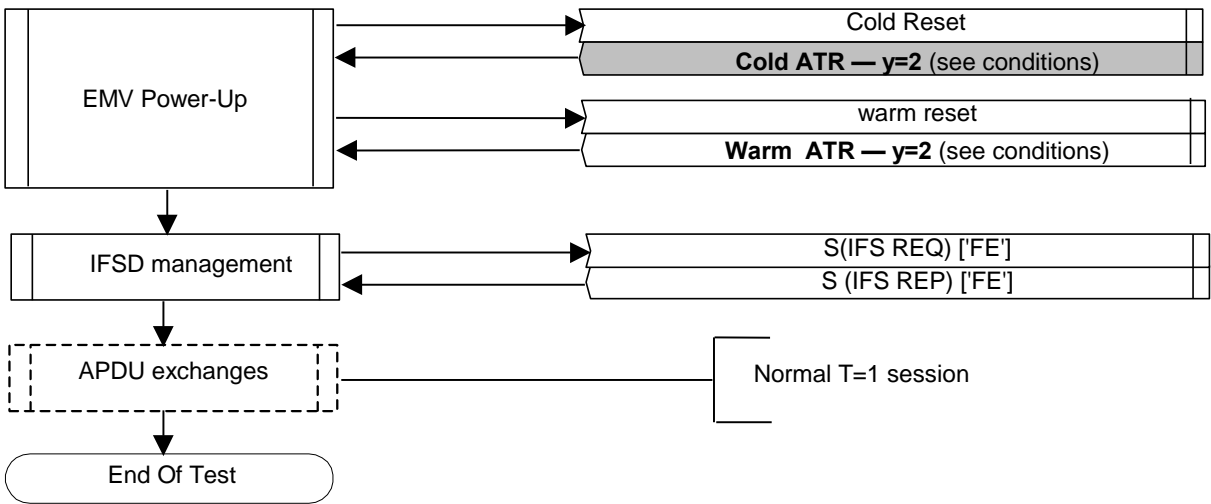 Cold Reset
Cold ATR — y=2 (see conditions)
EMV Power-Up
warm reset
Warm ATR — y=2 (see conditions)
IFSD management
S(IFS REQ) ['FE']
S (IFS REP) ['FE']
APDU exchanges
Normal T=1 session
End Of Test